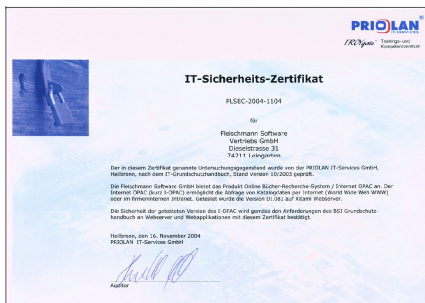 PRIOLAN
IT-SERVICES
TROYgate Trainings- und
Kompetenzzentrum
IT-Sicherheits-Zertifikat
PLSEC-2004-1104
für
Fleischmann Software
Vertriebs GmbH
Dieselstrasse 31
74211 Leingarten
Der in diesem Zertifikat genannte Untersuchungsgegenstand wurde von der PRIOLAN IT-Services GmbH,
Heilbronn, nach dem IT-Grundschutzhandbuch, Stand Version 10/2003 geprüft.
Die Fleischmann Software GmbH bietet das Produkt Online Bücher-Recherche-System / Internet OPAC an. Der
Internet OPAC (kurz I-OPAC) ermöglicht die Abfrage von Katalogdaten per Internet (World Wide Web WWW)
oder im firmeninternen Intranet. Getestet wurde die Version D1.081 auf Xitami Webserver.
Die Sicherheit der getesteten Version des I-OPAC wird gemäss den Anforderungen des BSI Grundschutz-
handbuch an Webserver und Webapplikationen mit diesem Zertifikat bestätigt.
Heilbronn, den 16. November 2004
PRIOLAN IT-Services GmbH
Auditor